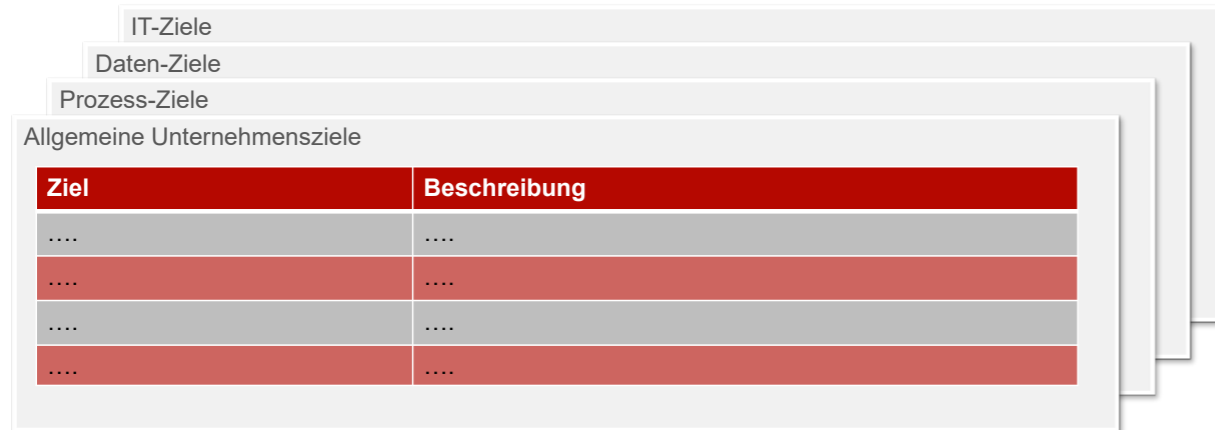 IT-Ziele
Daten-Ziele
Prozess-Ziele
Allgemeine Unternehmensziele
Ziel Beschreibung
.... ....
.... ....
.... ....
.... ....